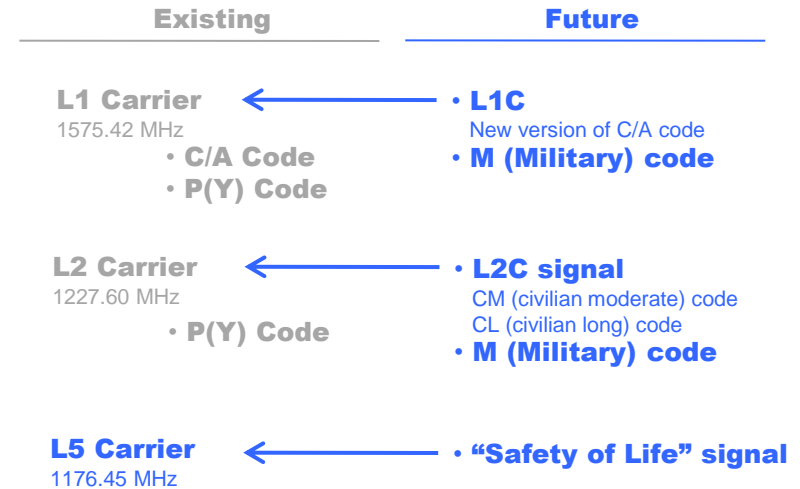 Existing
Future
L1 Carrier
1575.42 MHz
• C/A Code
• P(Y) Code
• L1C
New version of C/A code
• M (Military) code
L2 Carrier
1227.60 MHz
• P(Y) Code
• L2C signal
CM (civilian moderate) code
CL (civilian long) code
• M (Military) code
L5 Carrier
1176.45 MHz
• “Safety of Life” signal